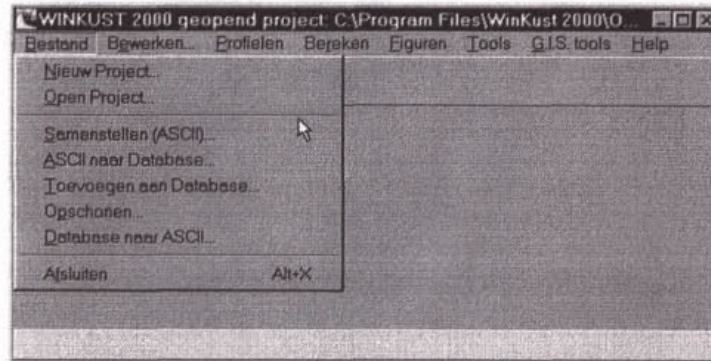 WINKUST 2000 geopend project: C:\Program Files\WinKust 2000\O...
Bestand Bewerken... Profielen Bereken Figuren Tools G.I.S. tools Help
Nieuw Project...
Open Project...
Samenstellen (ASCII)...
ASCII naar Database...
Toevoegen aan Database...
Opschonen...
Database naar ASCII...
Afsluiten Alt+X